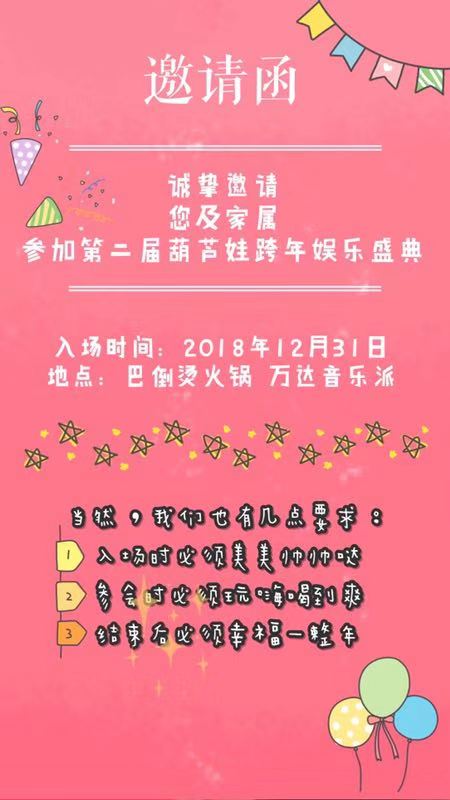 邀请函
诚挚邀请
您及家属
参加第二届葫芦娃跨年娱乐盛典
入场时间：2018年12月31日
地点：巴倒烫火锅 万达音乐派
当然，我们也有几点要求：
1 入场时必须美美帅帅哒
2 参会时必须玩嗨喝到爽
3 结束后必须幸福一整年